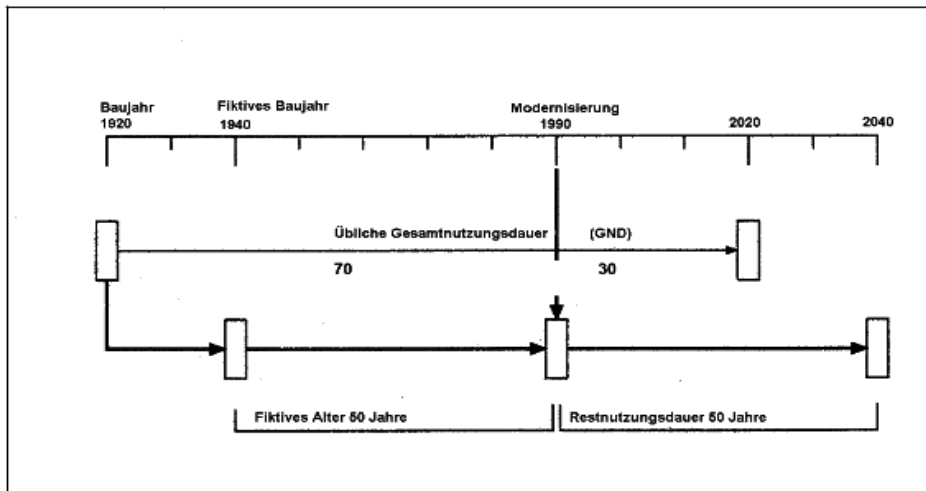 Baujahr Fiktives Baujahr Modernisierung
1920 1940 1990 2020 2040
Übliche Gesamtnutzungsdauer (GND)
70 30
Fiktives Alter 50 Jahre Restnutzungsdauer 50 Jahre